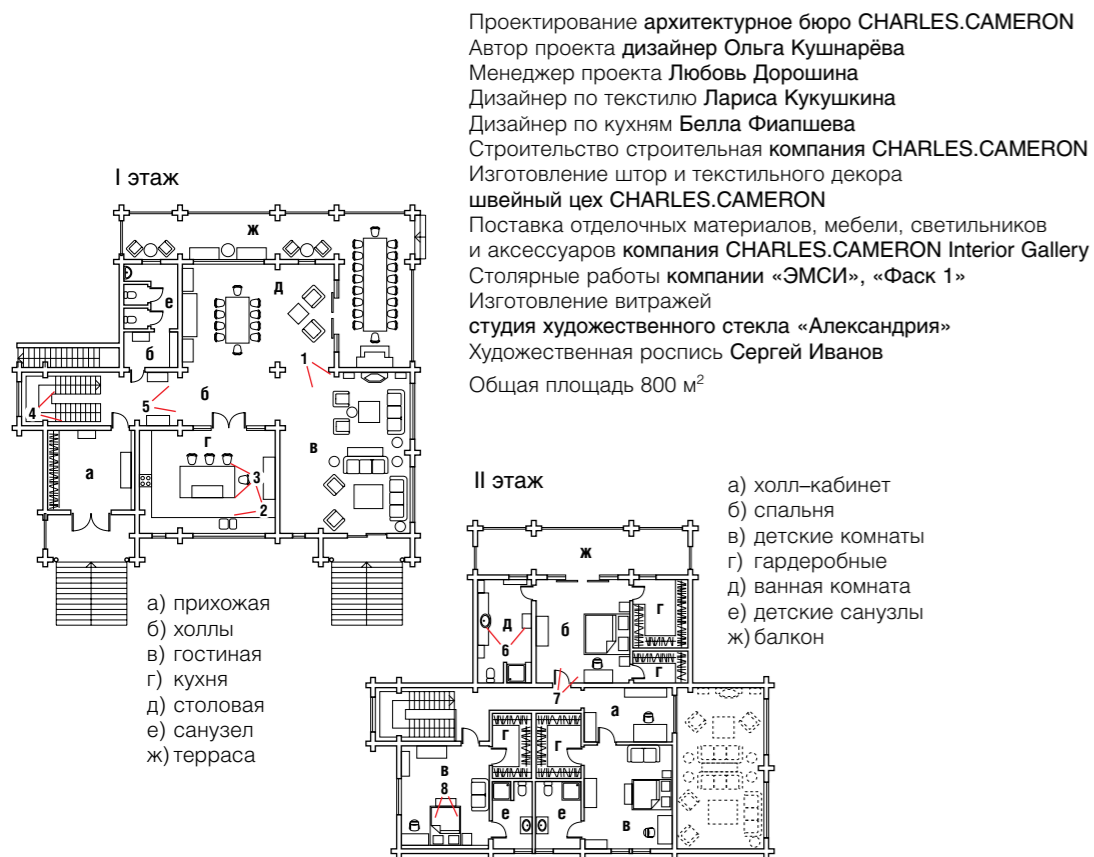 Проектирование архитектурное бюро CHARLES.CAMERON
Автор проекта дизайнер Ольга Кушнарёва
Менеджер проекта Любовь Дорошина
Дизайнер по текстилю Лариса Кукушкина
Дизайнер по кухням Белла Фиапшева
Строительство строительная компания CHARLES.CAMERON
Изготовление штор и текстильного декора
швейный цех CHARLES.CAMERON
Поставка отделочных материалов, мебели, светильников
и аксессуаров компания CHARLES.CAMERON Interior Gallery
Столярные работы компании «ЭМСИ», «Фаск 1»
Изготовление витражей
студия художественного стекла «Александрия»
Художественная роспись Сергей Иванов
Общая площадь 800 м²
I этаж
ж
д
е
б
1
5
б
4
в
г
а
3
2
а) прихожая
б) холлы
в) гостиная
г) кухня
д) столовая
е) санузел
ж) терраса
II этаж
ж
г
д
б
6
г
7
а
г
г
в
8
е
е
в
а) холл–кабинет
б) спальня
в) детские комнаты
г) гардеробные
д) ванная комната
е) детские санузлы
ж) балкон